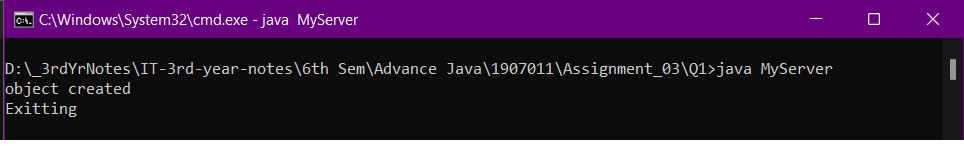 C:\Windows\System32\cmd.exe - java  MyServer
D:\_3rdYrNotes\IT-3rd-year-notes\6th Sem\Advance Java\1907011\Assignment_03\Q1>java MyServer
object created
Exitting